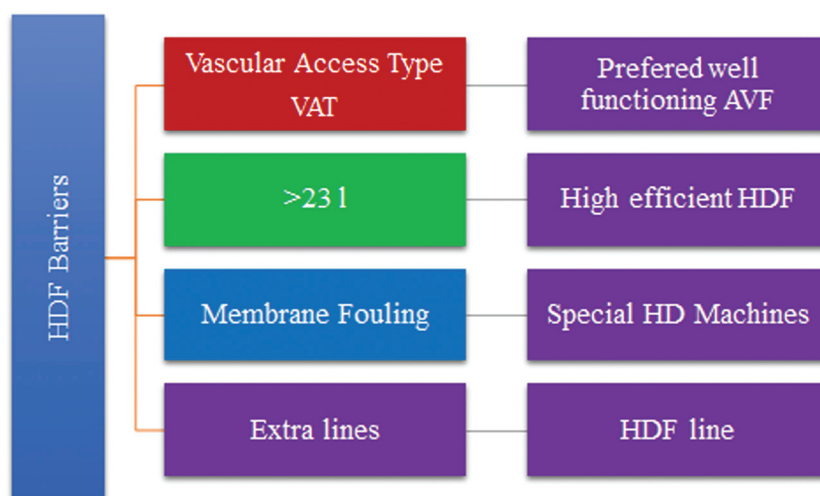 HDF Barriers
Vascular Access Type
VAT
Prefered well
functioning AVF
>23 l
High efficient HDF
Membrane Fouling
Special HD Machines
Extra lines
HDF line